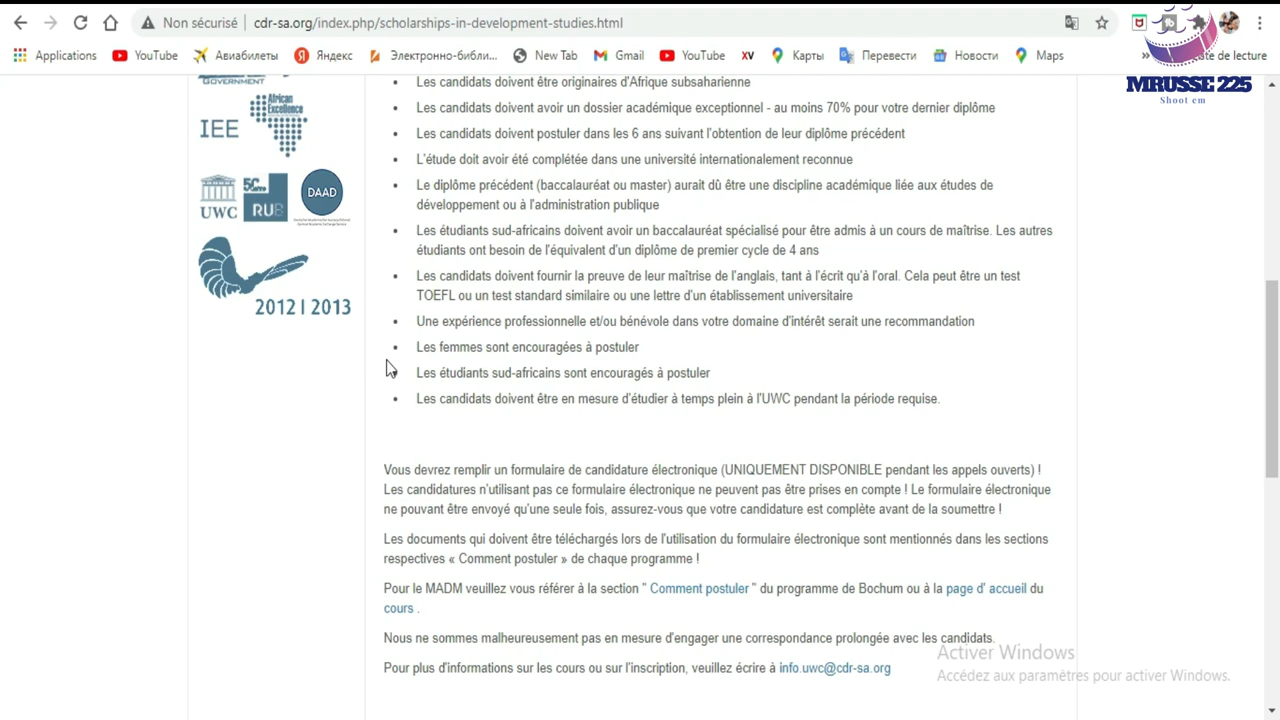 Non sécurisé | cdr-sa.org/index.php/scholarships-in-development-studies.html
Applications YouTube Авиабилеты Яндекс Электронно-библи... New Tab Gmail YouTube XV Карты Перевести Новости Maps » te de lecture
MRUSSE 225
Shoot em
GOVERNMENT
IEE African Excellence
UWC RUB DAAD
2012 | 2013
• Les candidats doivent être originaires d'Afrique subsaharienne
• Les candidats doivent avoir un dossier académique exceptionnel - au moins 70% pour votre dernier diplôme
• Les candidats doivent postuler dans les 6 ans suivant l'obtention de leur diplôme précédent
• L'étude doit avoir été complétée dans une université internationalement reconnue
• Le diplôme précédent (baccalauréat ou master) aurait dû être une discipline académique liée aux études de
développement ou à l'administration publique
• Les étudiants sud-africains doivent avoir un baccalauréat spécialisé pour être admis à un cours de maîtrise. Les autres
étudiants ont besoin de l'équivalent d'un diplôme de premier cycle de 4 ans
• Les candidats doivent fournir la preuve de leur maîtrise de l'anglais, tant à l'écrit qu'à l'oral. Cela peut être un test
TOEFL ou un test standard similaire ou une lettre d'un établissement universitaire
• Une expérience professionnelle et/ou bénévole dans votre domaine d'intérêt serait une recommandation
• Les femmes sont encouragées à postuler
• Les étudiants sud-africains sont encouragés à postuler
• Les candidats doivent être en mesure d'étudier à temps plein à l'UWC pendant la période requise.
Vous devrez remplir un formulaire de candidature électronique (UNIQUEMENT DISPONIBLE pendant les appels ouverts) !
Les candidatures n'utilisant pas ce formulaire électronique ne peuvent pas être prises en compte ! Le formulaire électronique
ne pouvant être envoyé qu'une seule fois, assurez-vous que votre candidature est complète avant de la soumettre !
Les documents qui doivent être téléchargés lors de l'utilisation du formulaire électronique sont mentionnés dans les sections
respectives « Comment postuler » de chaque programme !
Pour le MADM veuillez vous référer à la section " Comment postuler " du programme de Bochum ou à la page d' accueil du
cours .
Nous ne sommes malheureusement pas en mesure d'engager une correspondance prolongée avec les candidats.
Pour plus d'informations sur les cours ou sur l'inscription, veuillez écrire à info.uwc@cdr-sa.org
Activer Windows
Accédez aux paramètres pour activer Windows.